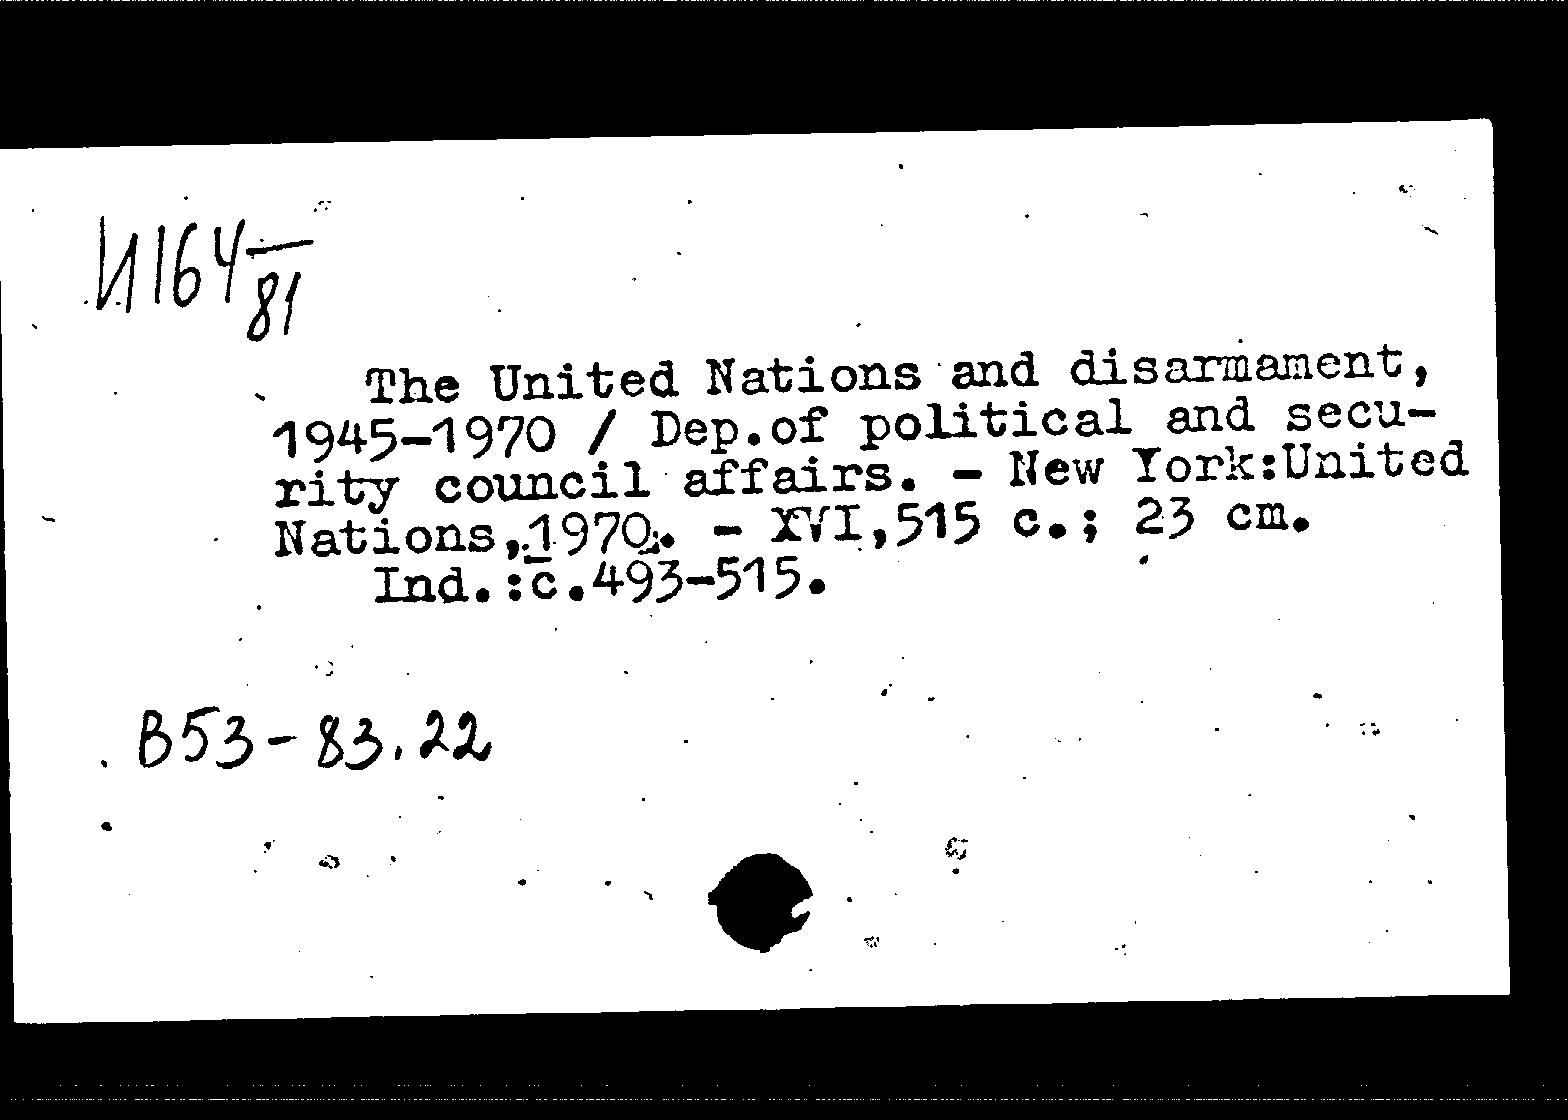 И164
81
The United Nations and disarmament,
1945-1970 / Dep.of political and secu-
rity council affairs. - New York:United
Nations,1970. - XVI,515 c.; 23 cm.
Ind.:c.493-515.
B53-83.22